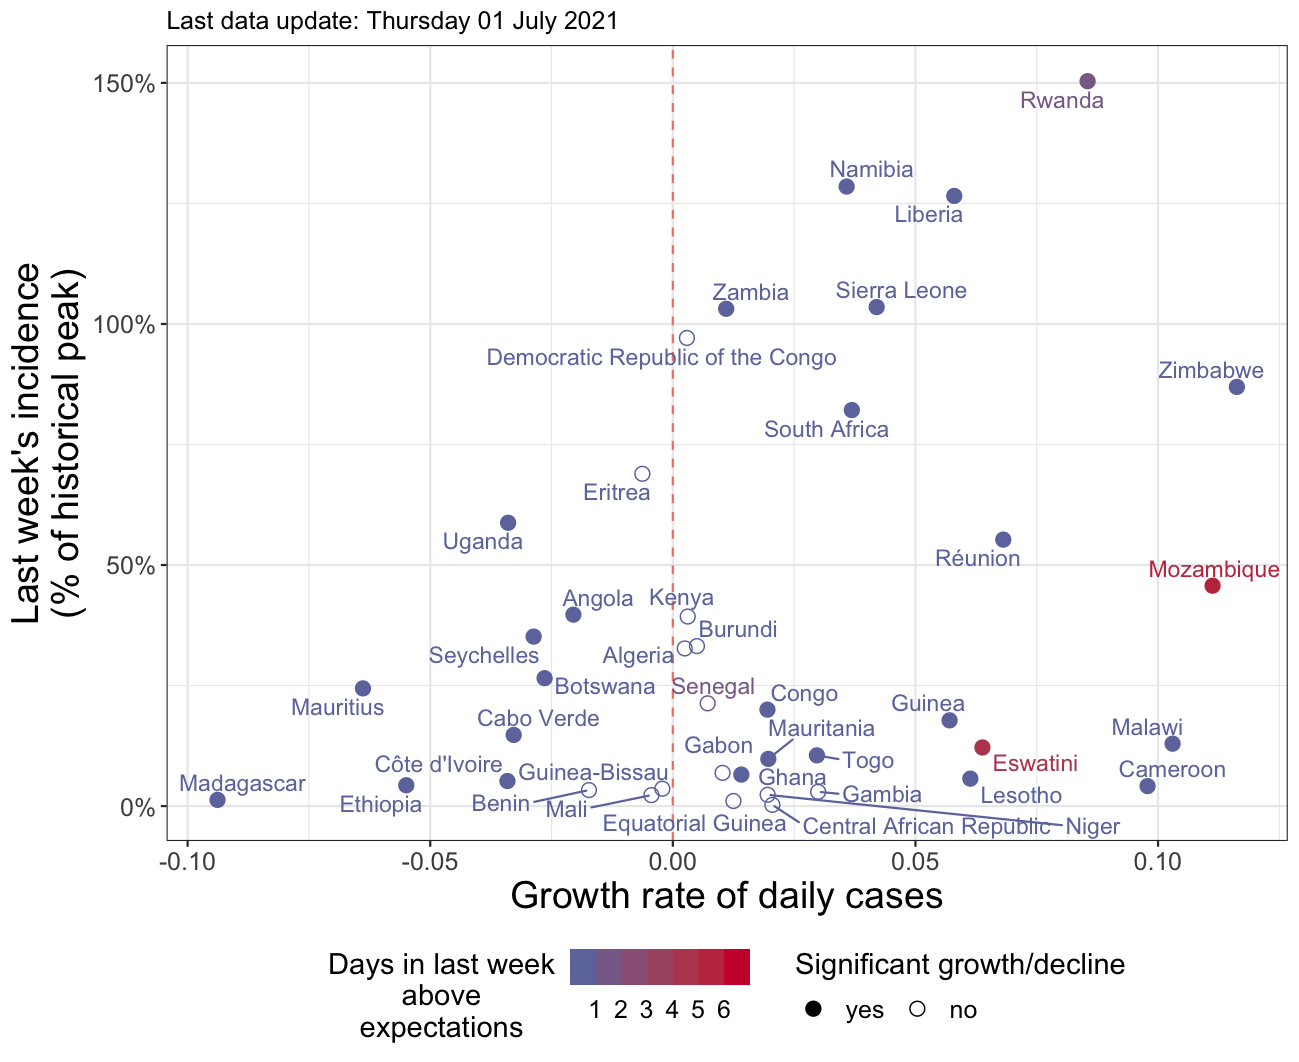 Last data update: Thursday 01 July 2021
Last week's incidence
(% of historical peak)
150%
100%
50%
0%
Rwanda
Namibia
Liberia
Zambia
Sierra Leone
Democratic Republic of the Congo
Zimbabwe
South Africa
Eritrea
Uganda
Réunion
Mozambique
Angola
Kenya
Burundi
Seychelles
Algeria
Botswana
Senegal
Mauritius
Congo
Guinea
Cabo Verde
Mauritania
Malawi
Gabon
Togo
Eswatini
Côte d'Ivoire
Guinea-Bissau
Cameroon
Madagascar
Ghana
Gambia
Lesotho
Ethiopia
Benin
Mali
Equatorial Guinea
Central African Republic
Niger
-0.10
-0.05
0.00
0.05
0.10
Growth rate of daily cases
Days in last week
above
expectations
1 2 3 4 5 6
Significant growth/decline
yes
no